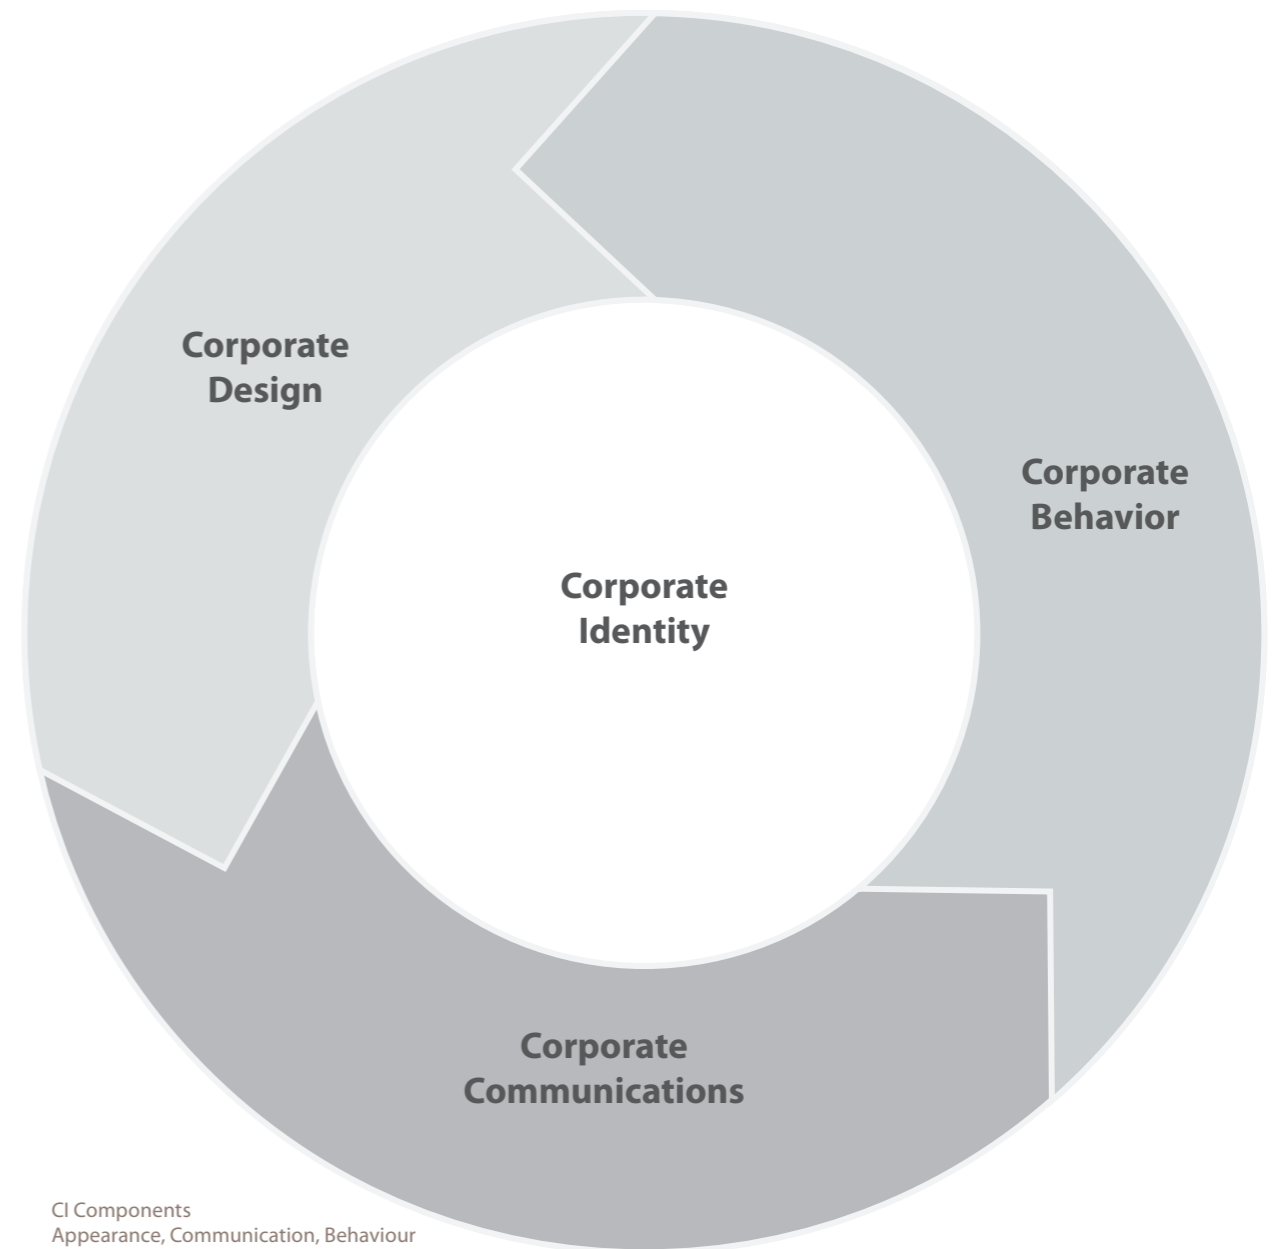 Corporate
Design
Corporate
Behavior
Corporate
Identity
Corporate
Communications
CI Components
Appearance, Communication, Behaviour